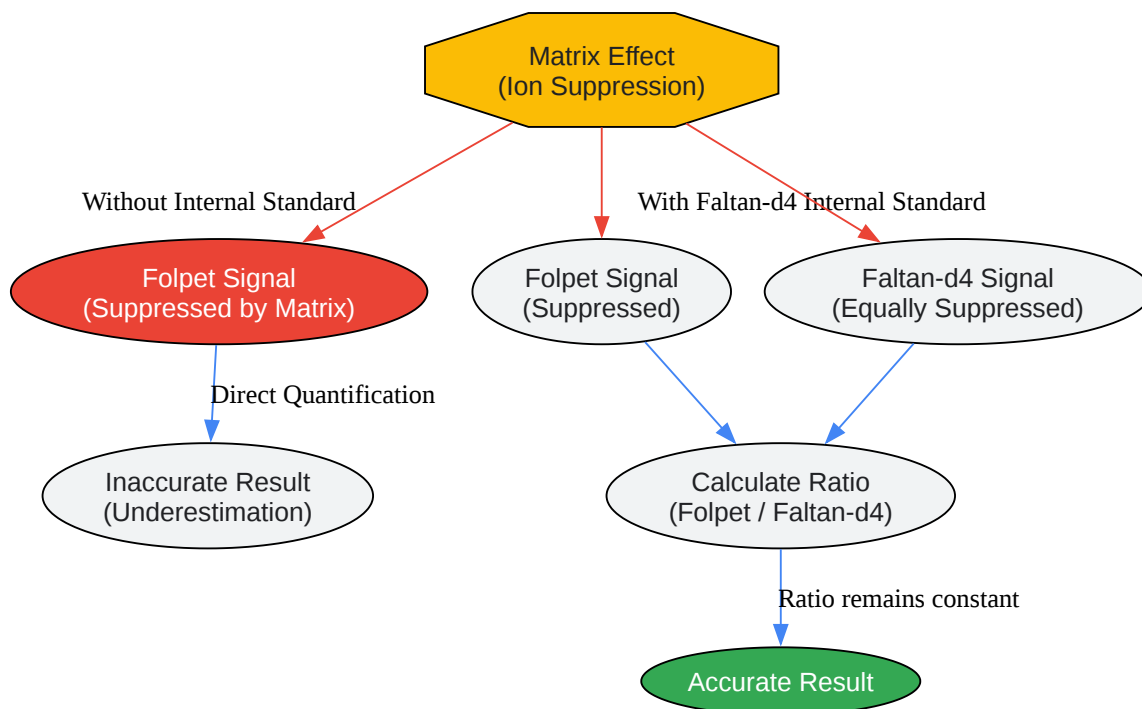 Matrix Effect
(Ion Suppression)
Without Internal Standard
With Faltan-d4 Internal Standard
Folpet Signal
(Suppressed by Matrix)
Folpet Signal
(Suppressed)
Faltan-d4 Signal
(Equally Suppressed)
Direct Quantification
Inaccurate Result
(Underestimation)
Calculate Ratio
(Folpet / Faltan-d4)
Ratio remains constant
Accurate Result